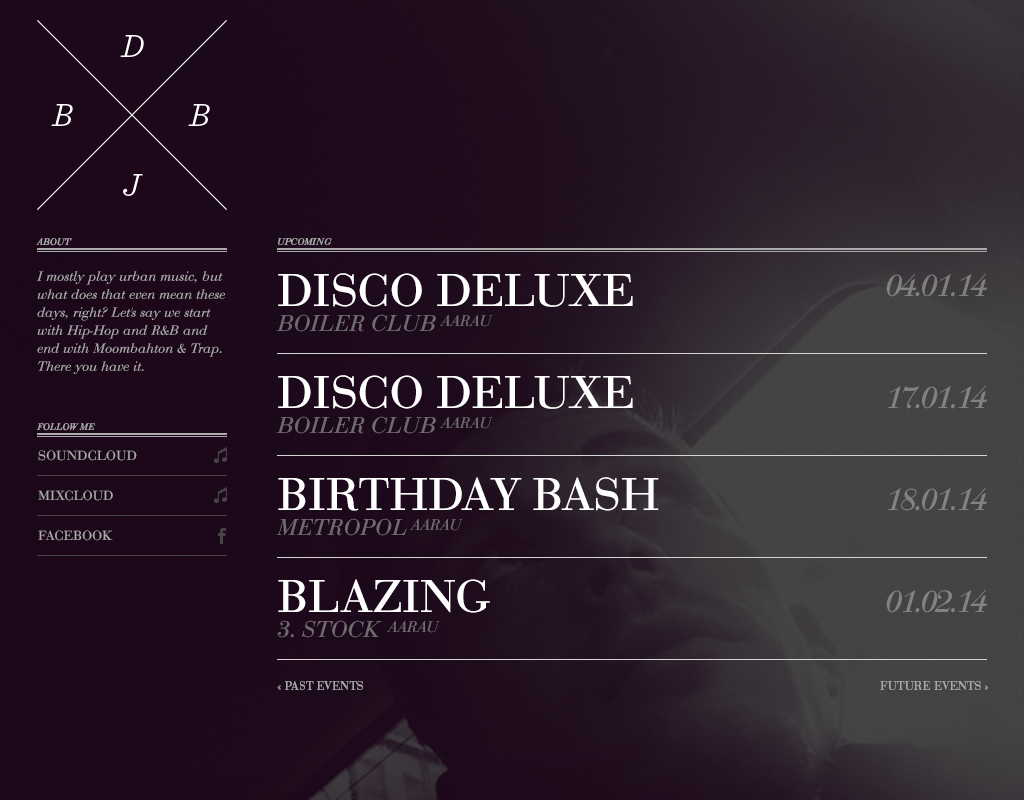 D
B B
J
ABOUT
I mostly play urban music, but
what does that even mean these
days, right? Let's say we start
with Hip-Hop and R&B and
end with Moombahton & Trap.
There you have it.
FOLLOW ME
SOUNDCLOUD
MIXCLOUD
FACEBOOK
UPCOMING
DISCO DELUXE 04.01.14
BOILER CLUB AARAU
DISCO DELUXE 17.01.14
BOILER CLUB AARAU
BIRTHDAY BASH 18.01.14
METROPOL AARAU
BLAZING 01.02.14
3. STOCK AARAU
‹ PAST EVENTS FUTURE EVENTS ›